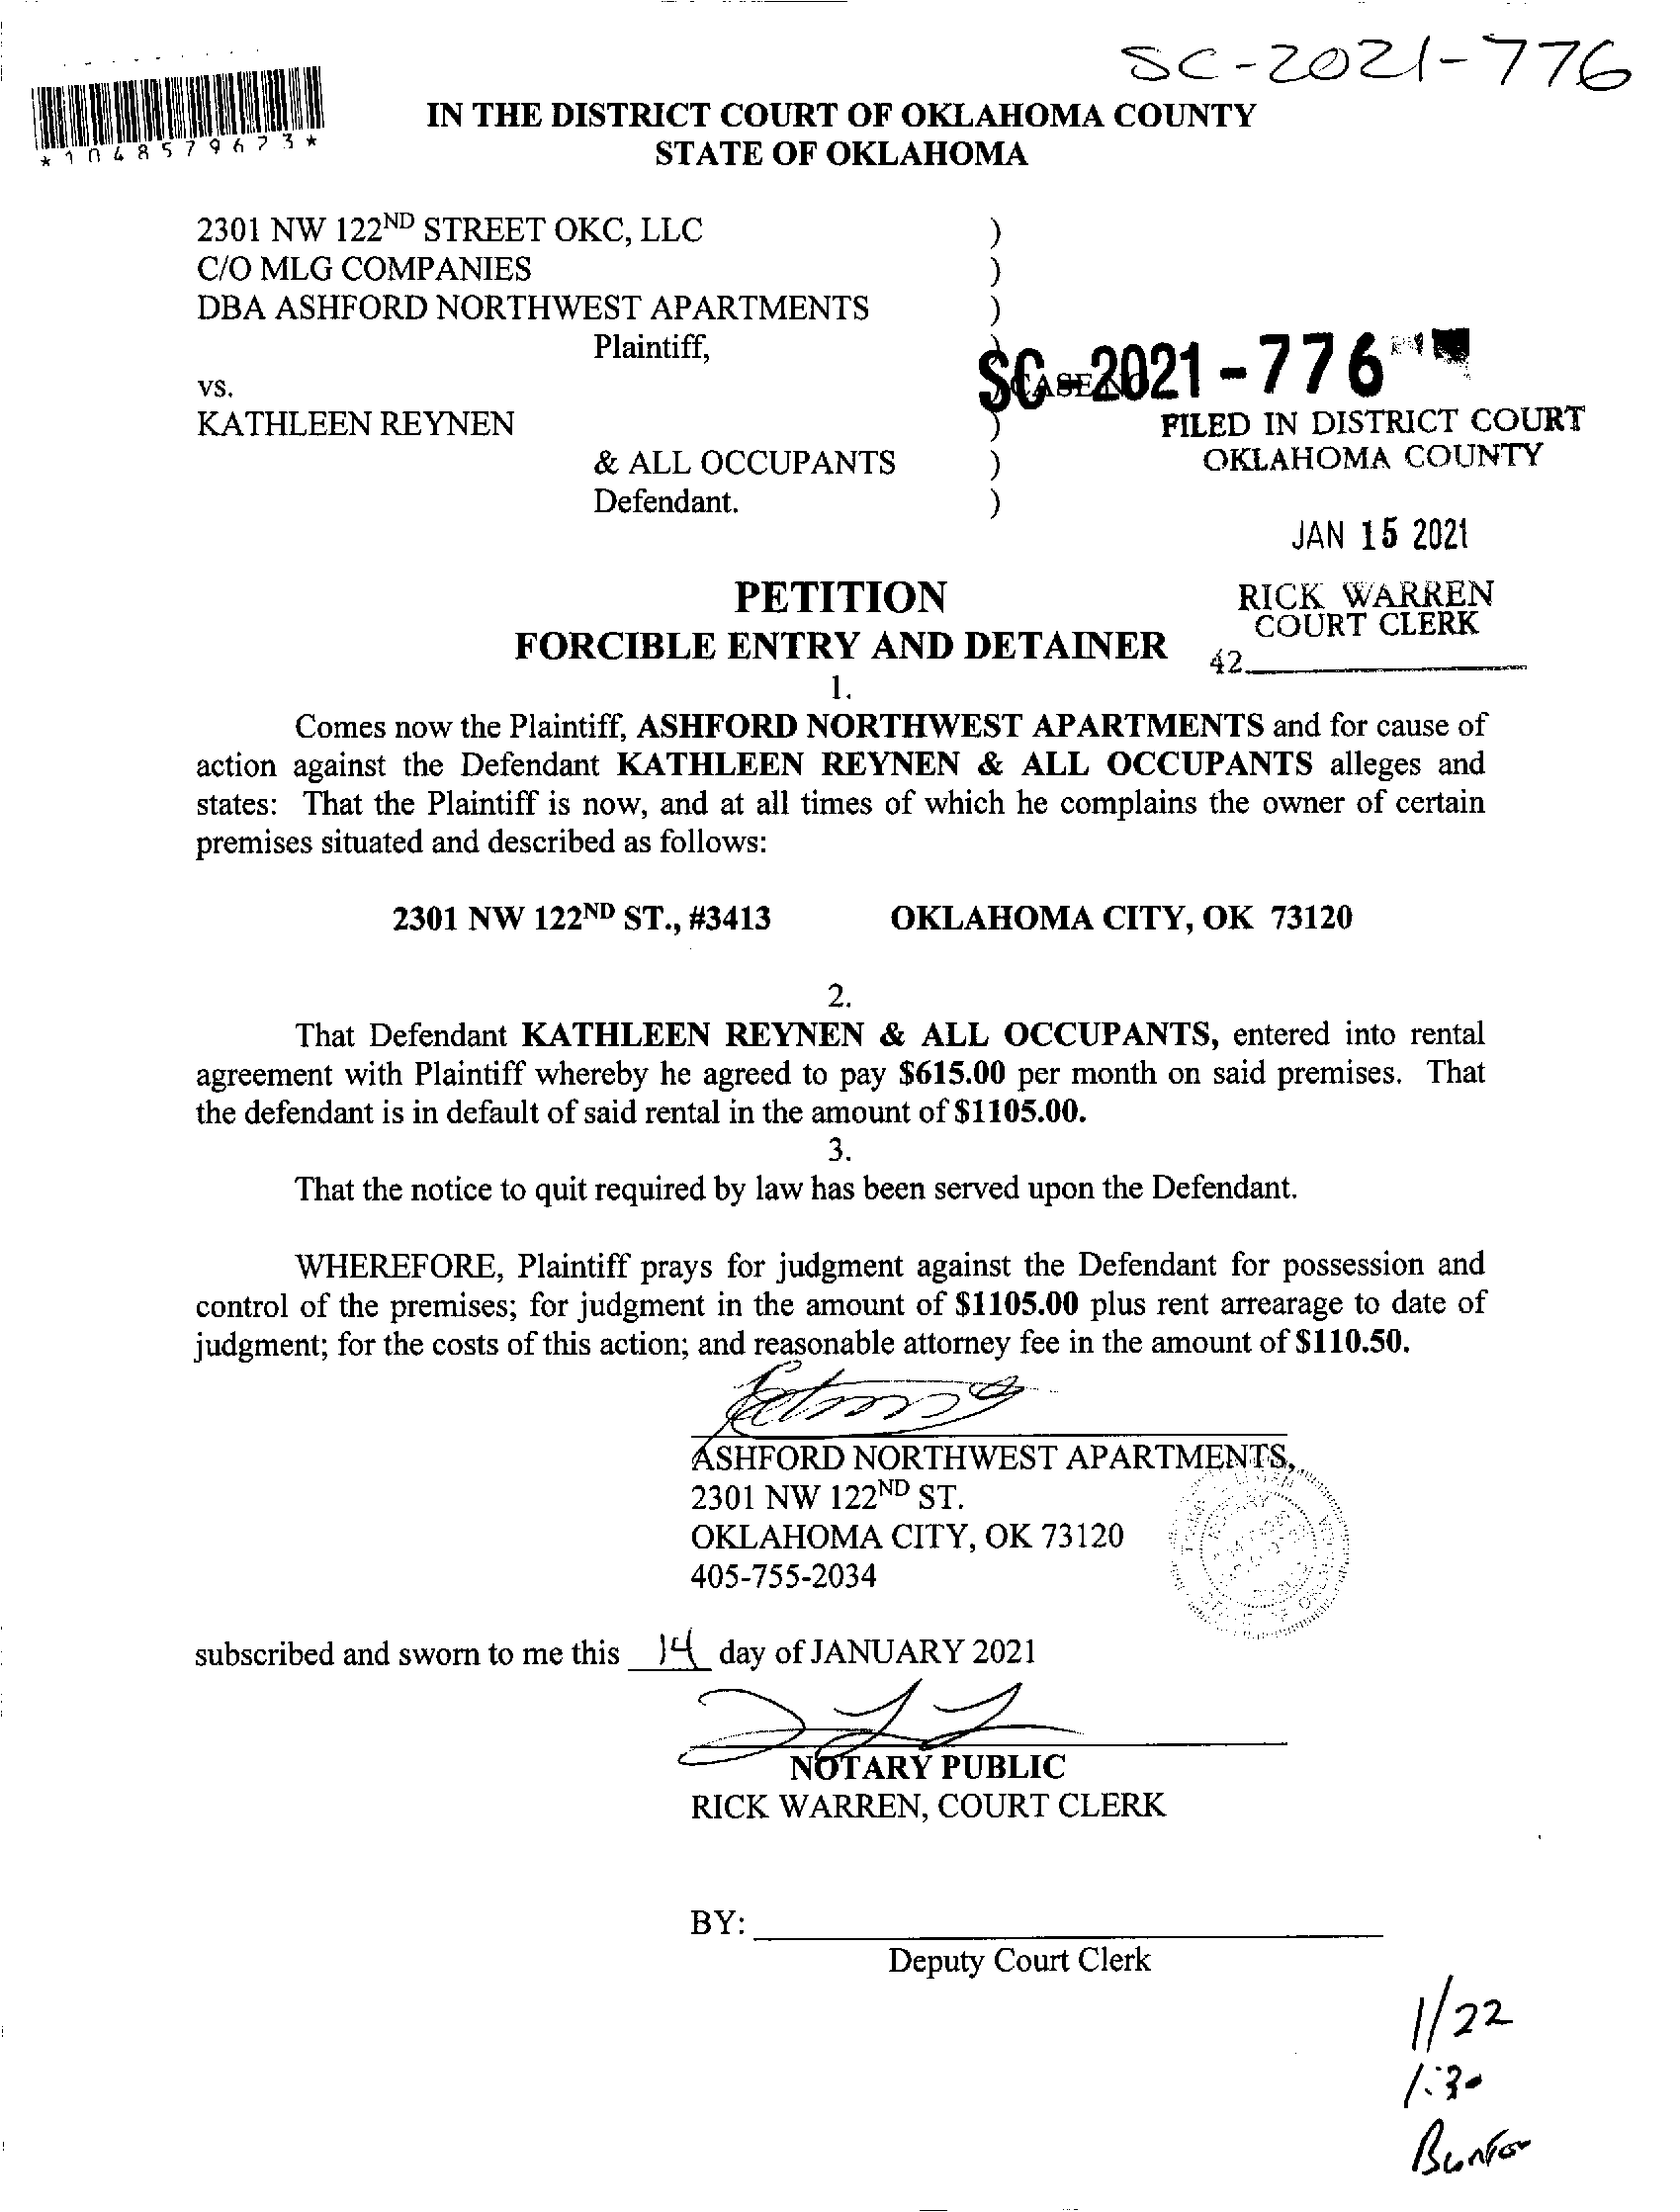 SC-2021-776
*1048579673*
IN THE DISTRICT COURT OF OKLAHOMA COUNTY
STATE OF OKLAHOMA
2301 NW 122ND STREET OKC, LLC )
C/O MLG COMPANIES )
DBA ASHFORD NORTHWEST APARTMENTS )
Plaintiff, )
vs. ) CASE NO SC-2021-776
KATHLEEN REYNEN )
FILED IN DISTRICT COURT
& ALL OCCUPANTS )
OKLAHOMA COUNTY
Defendant. )
JAN 15 2021
PETITION
RICK WARREN
COURT CLERK
FORCIBLE ENTRY AND DETAINER
42
1.
Comes now the Plaintiff, ASHFORD NORTHWEST APARTMENTS and for cause of
action against the Defendant KATHLEEN REYNEN & ALL OCCUPANTS alleges and
states: That the Plaintiff is now, and at all times of which he complains the owner of certain
premises situated and described as follows:
2301 NW 122ND ST., #3413 OKLAHOMA CITY, OK 73120
2.
That Defendant KATHLEEN REYNEN & ALL OCCUPANTS, entered into rental
agreement with Plaintiff whereby he agreed to pay $615.00 per month on said premises. That
the defendant is in default of said rental in the amount of $1105.00.
3.
That the notice to quit required by law has been served upon the Defendant.
WHEREFORE, Plaintiff prays for judgment against the Defendant for possession and
control of the premises; for judgment in the amount of $1105.00 plus rent arrearage to date of
judgment; for the costs of this action; and reasonable attorney fee in the amount of $110.50.
ASHFORD NORTHWEST APARTMENTS,
2301 NW 122ND ST.
OKLAHOMA CITY, OK 73120
405-755-2034
subscribed and sworn to me this 14 day of JANUARY 2021
NOTARY PUBLIC
RICK WARREN, COURT CLERK
BY:
Deputy Court Clerk
1/22
1:30